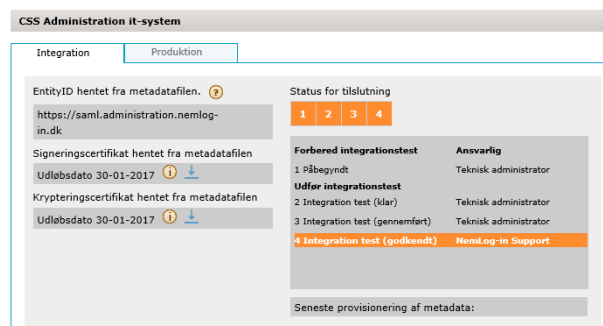 CSS Administration it-system
Integration
Produktion
EntityID hentet fra metadatafilen. ?
https://saml.administration.nemlog-
in.dk
Signeringscertifikat hentet fra metadatafilen
Udløbsdato 30-01-2017 i
Krypteringscertifikat hentet fra metadatafilen
Udløbsdato 30-01-2017 i
Status for tilslutning
1 2 3 4
Forbered integrationstest Ansvarlig
1 Påbegyndt Teknisk administrator
Udfør integrationstest
2 Integration test (klar) Teknisk administrator
3 Integration test (gennemført) Teknisk administrator
4 Integration test (godkendt) NemLog-in Support
Seneste provisionering af metadata: